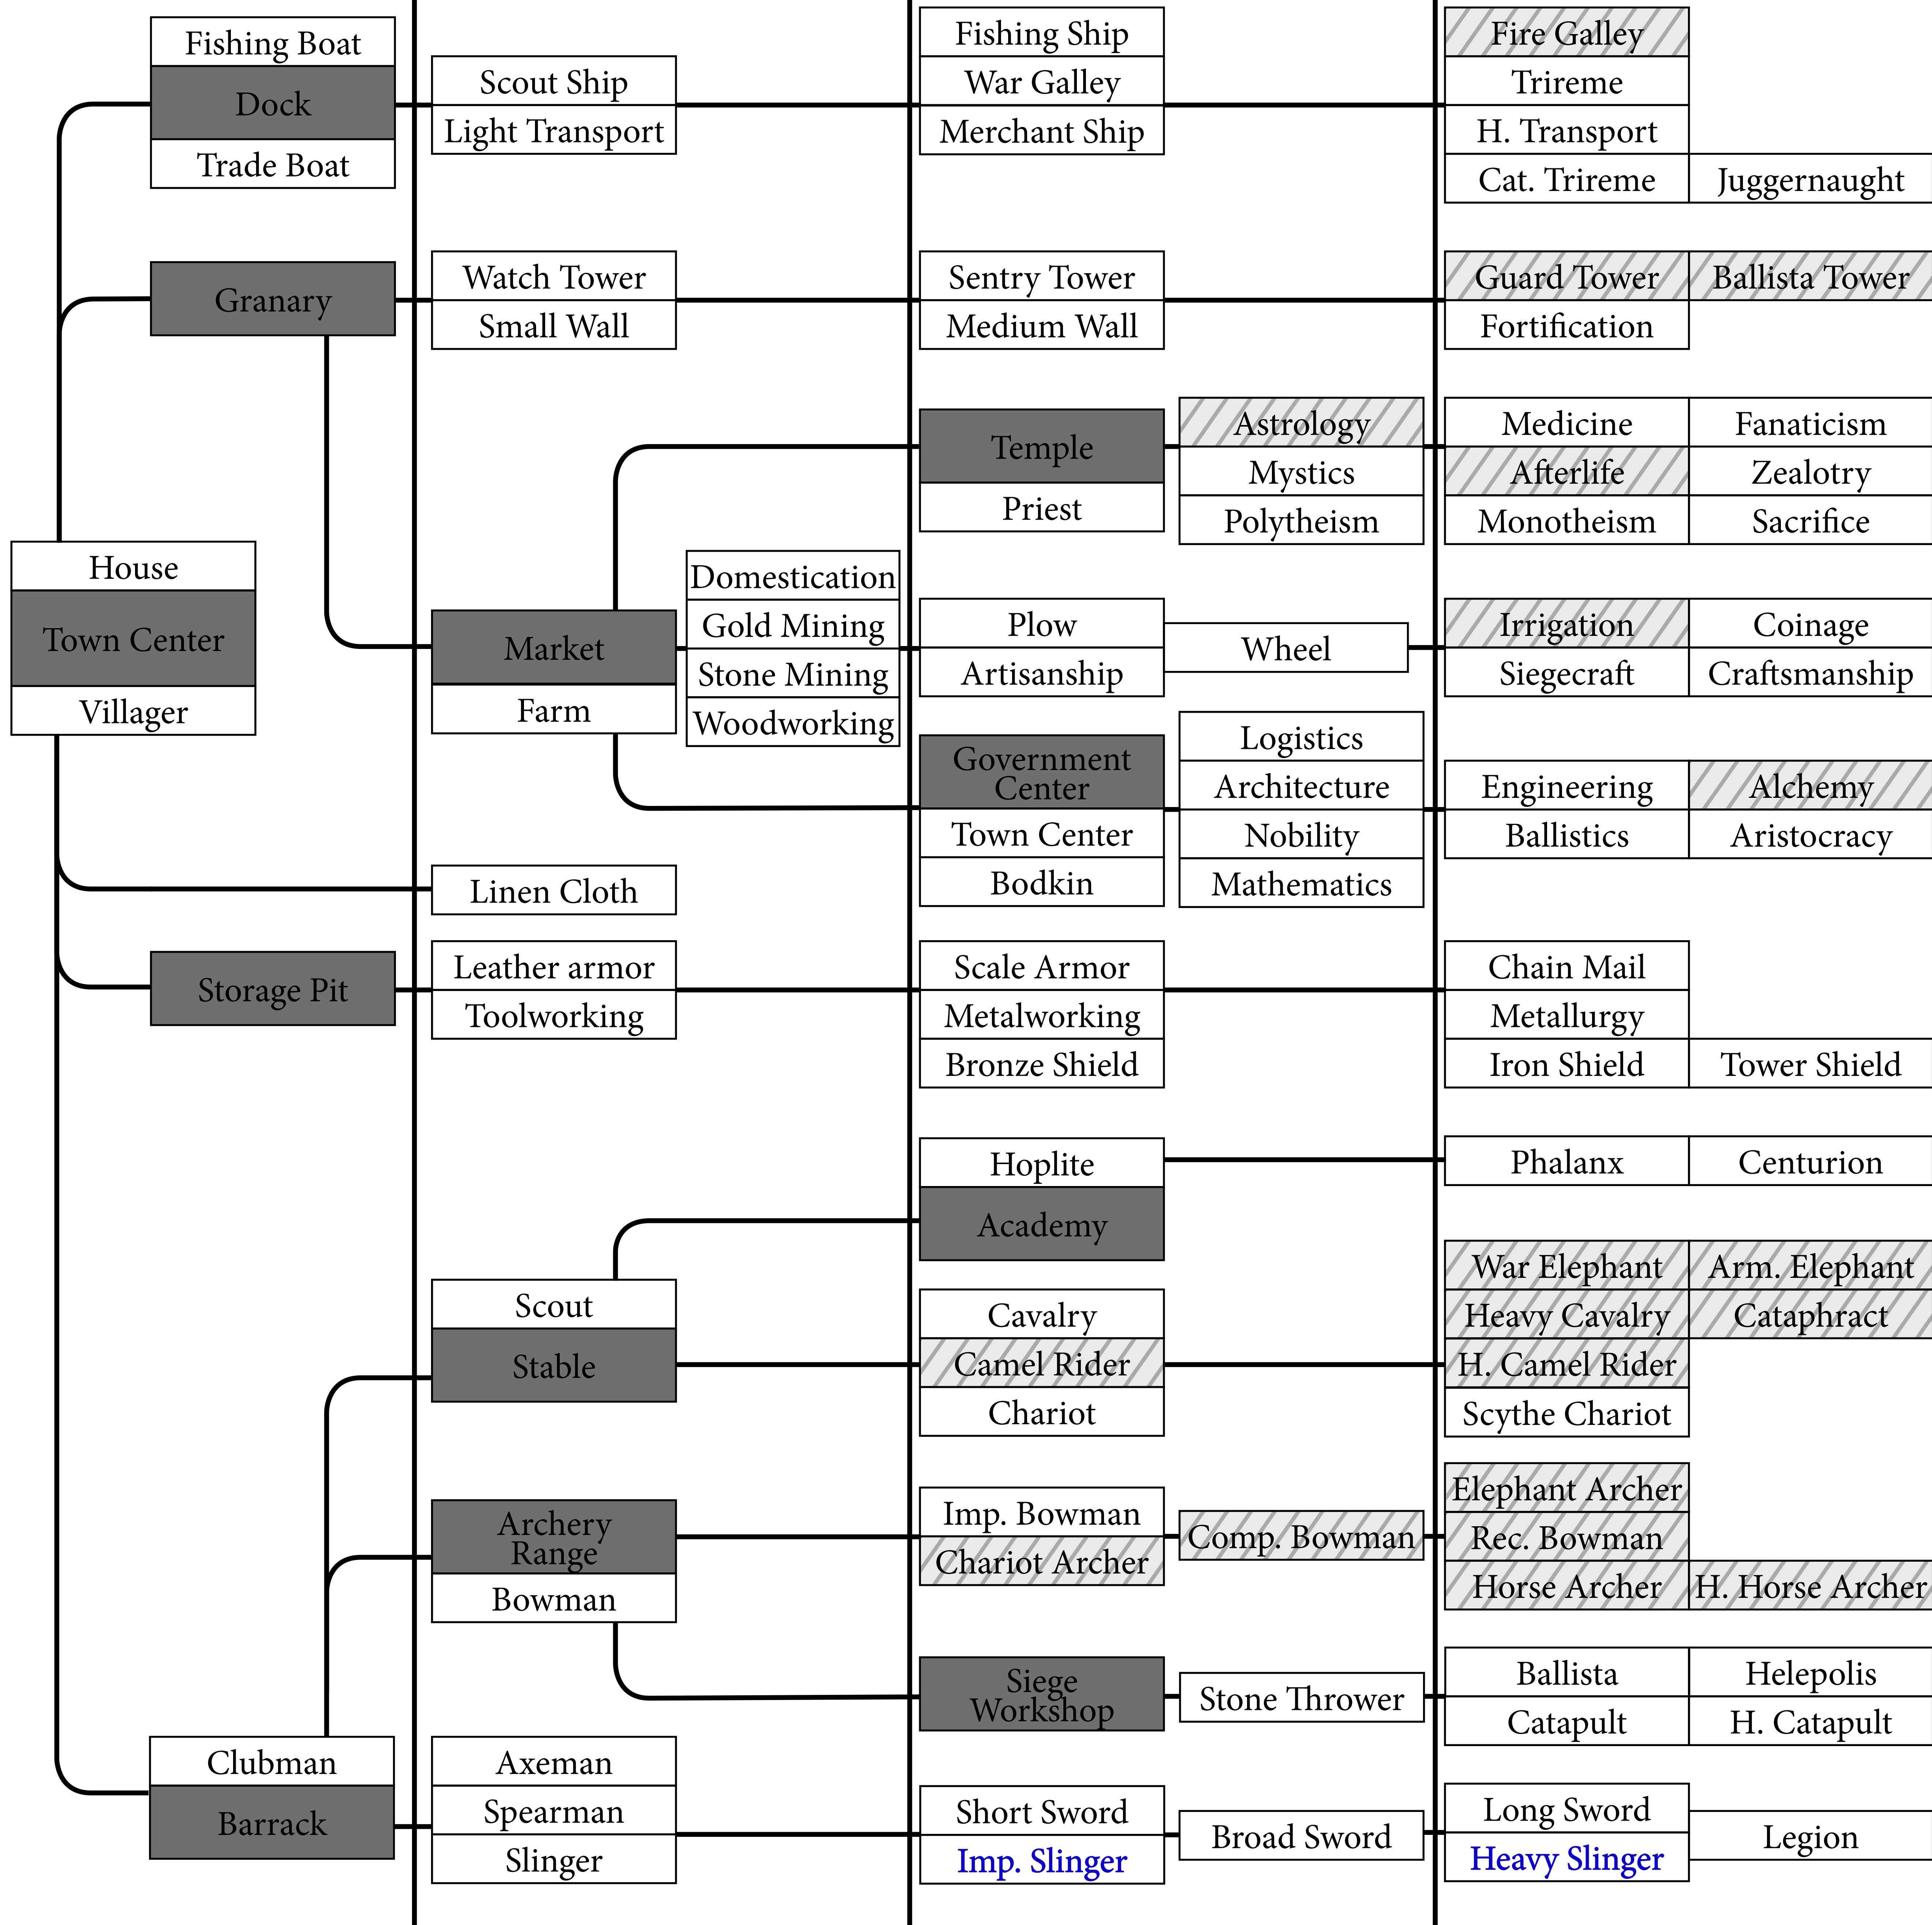 Fishing Boat
Dock
Trade Boat
Scout Ship
Light Transport
Fishing Ship
War Galley
Merchant Ship
Fire Galley
Trireme
H. Transport
Cat. Trireme
Juggernaught
Granary
Watch Tower
Small Wall
Sentry Tower
Medium Wall
Guard Tower
Ballista Tower
Fortification
Temple
Priest
Astrology
Mystics
Polytheism
Medicine
Fanaticism
Afterlife
Zealotry
Monotheism
Sacrifice
House
Town Center
Villager
Market
Farm
Domestication
Gold Mining
Stone Mining
Woodworking
Plow
Artisanship
Wheel
Irrigation
Coinage
Siegecraft
Craftsmanship
Government
Center
Town Center
Bodkin
Logistics
Architecture
Nobility
Mathematics
Engineering
Alchemy
Ballistics
Aristocracy
Linen Cloth
Storage Pit
Leather armor
Toolworking
Scale Armor
Metalworking
Bronze Shield
Chain Mail
Metallurgy
Iron Shield
Tower Shield
Hoplite
Academy
Phalanx
Centurion
Scout
Stable
Cavalry
Camel Rider
Chariot
War Elephant
Arm. Elephant
Heavy Cavalry
Cataphract
H. Camel Rider
Scythe Chariot
Archery
Range
Bowman
Imp. Bowman
Chariot Archer
Comp. Bowman
Elephant Archer
Rec. Bowman
Horse Archer
H. Horse Archer
Siege
Workshop
Stone Thrower
Ballista
Helepolis
Catapult
H. Catapult
Clubman
Barrack
Axeman
Spearman
Slinger
Short Sword
Imp. Slinger
Broad Sword
Long Sword
Heavy Slinger
Legion